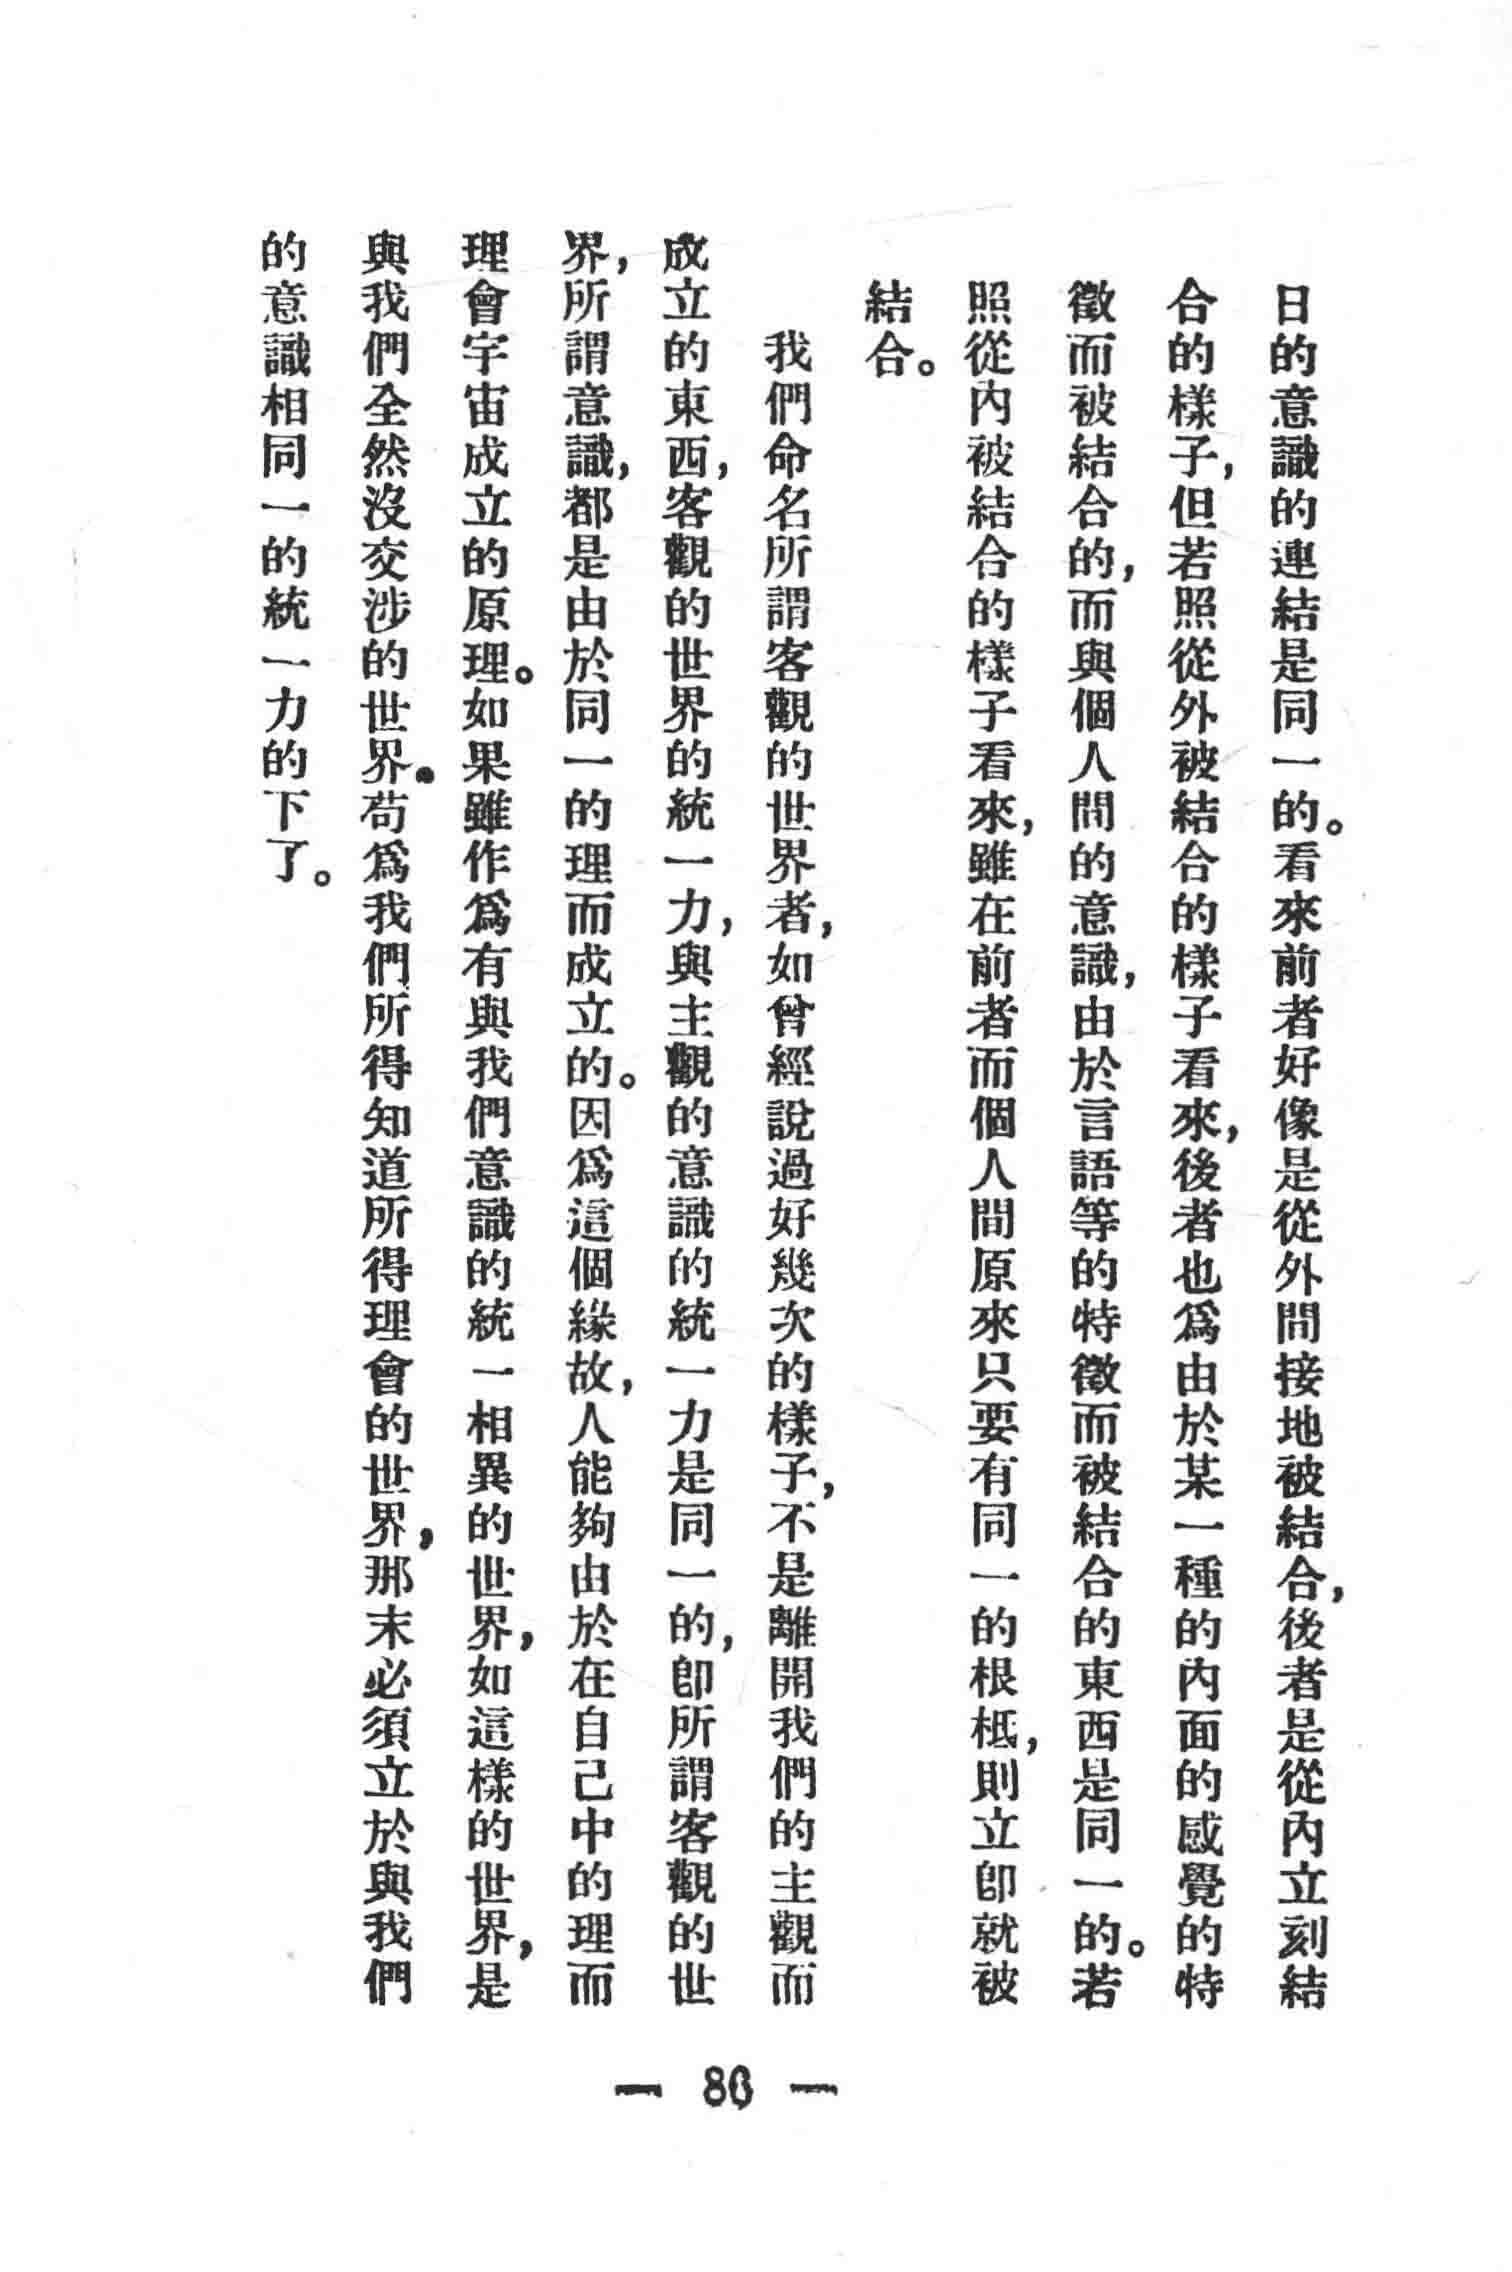 日的意識的連結是同一的。看來前者好像是從外間接地被結合，後者是從內立刻結
合的樣子，但若照從外被結合的樣子看來，後者也爲由於某一種的內面的感覺的特
徵而被結合的，而與個人間的意識，由於言語等的特徵而被結合的東西是同一的。若
照從內被結合的樣子看來，雖在前者而個人間原來只要有同一的根柢，則立卽就被
結合。
我們命名所謂客觀的世界者，如曾經說過好幾次的樣子，不是離開我們的主觀而
成立的東西，客觀的世界的統一力，與主觀的意識的統一力是同一的，卽所謂客觀的世
界，所謂意識，都是由於同一的理而成立的。因爲這個緣故，人能夠由於在自己中的理而
理會宇宙成立的原理。如果雖作爲有與我們意識的統一相異的世界，如這樣的世界，是
與我們全然沒交涉的世界。苟爲我們所得知道所得理會的世界，那末必須立於與我們
的意識相同一的統一力的下了。
— 86 —